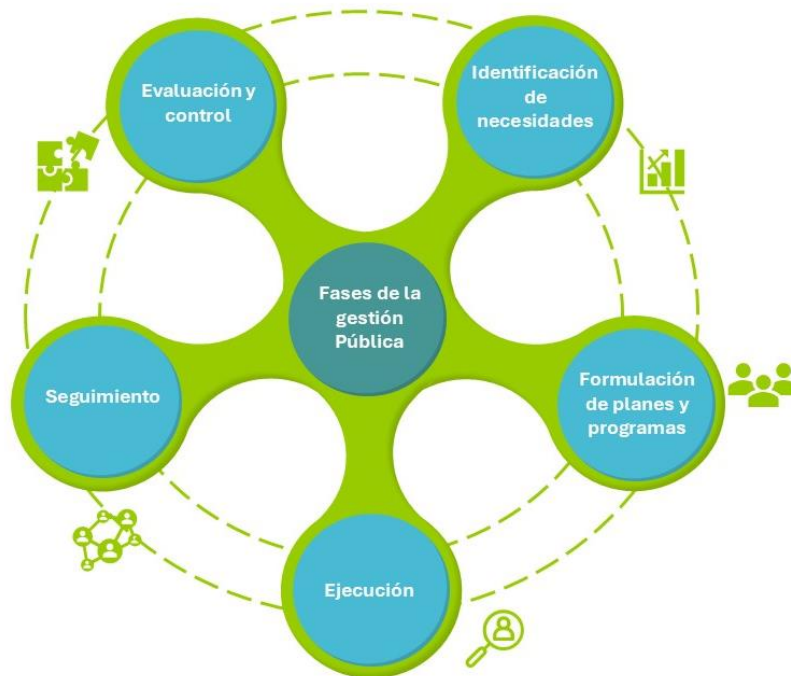 Evaluación y
control
Identificación
de
necesidades
Fases de la
gestión
Pública
Seguimiento
Formulación
de planes y
programas
Ejecución